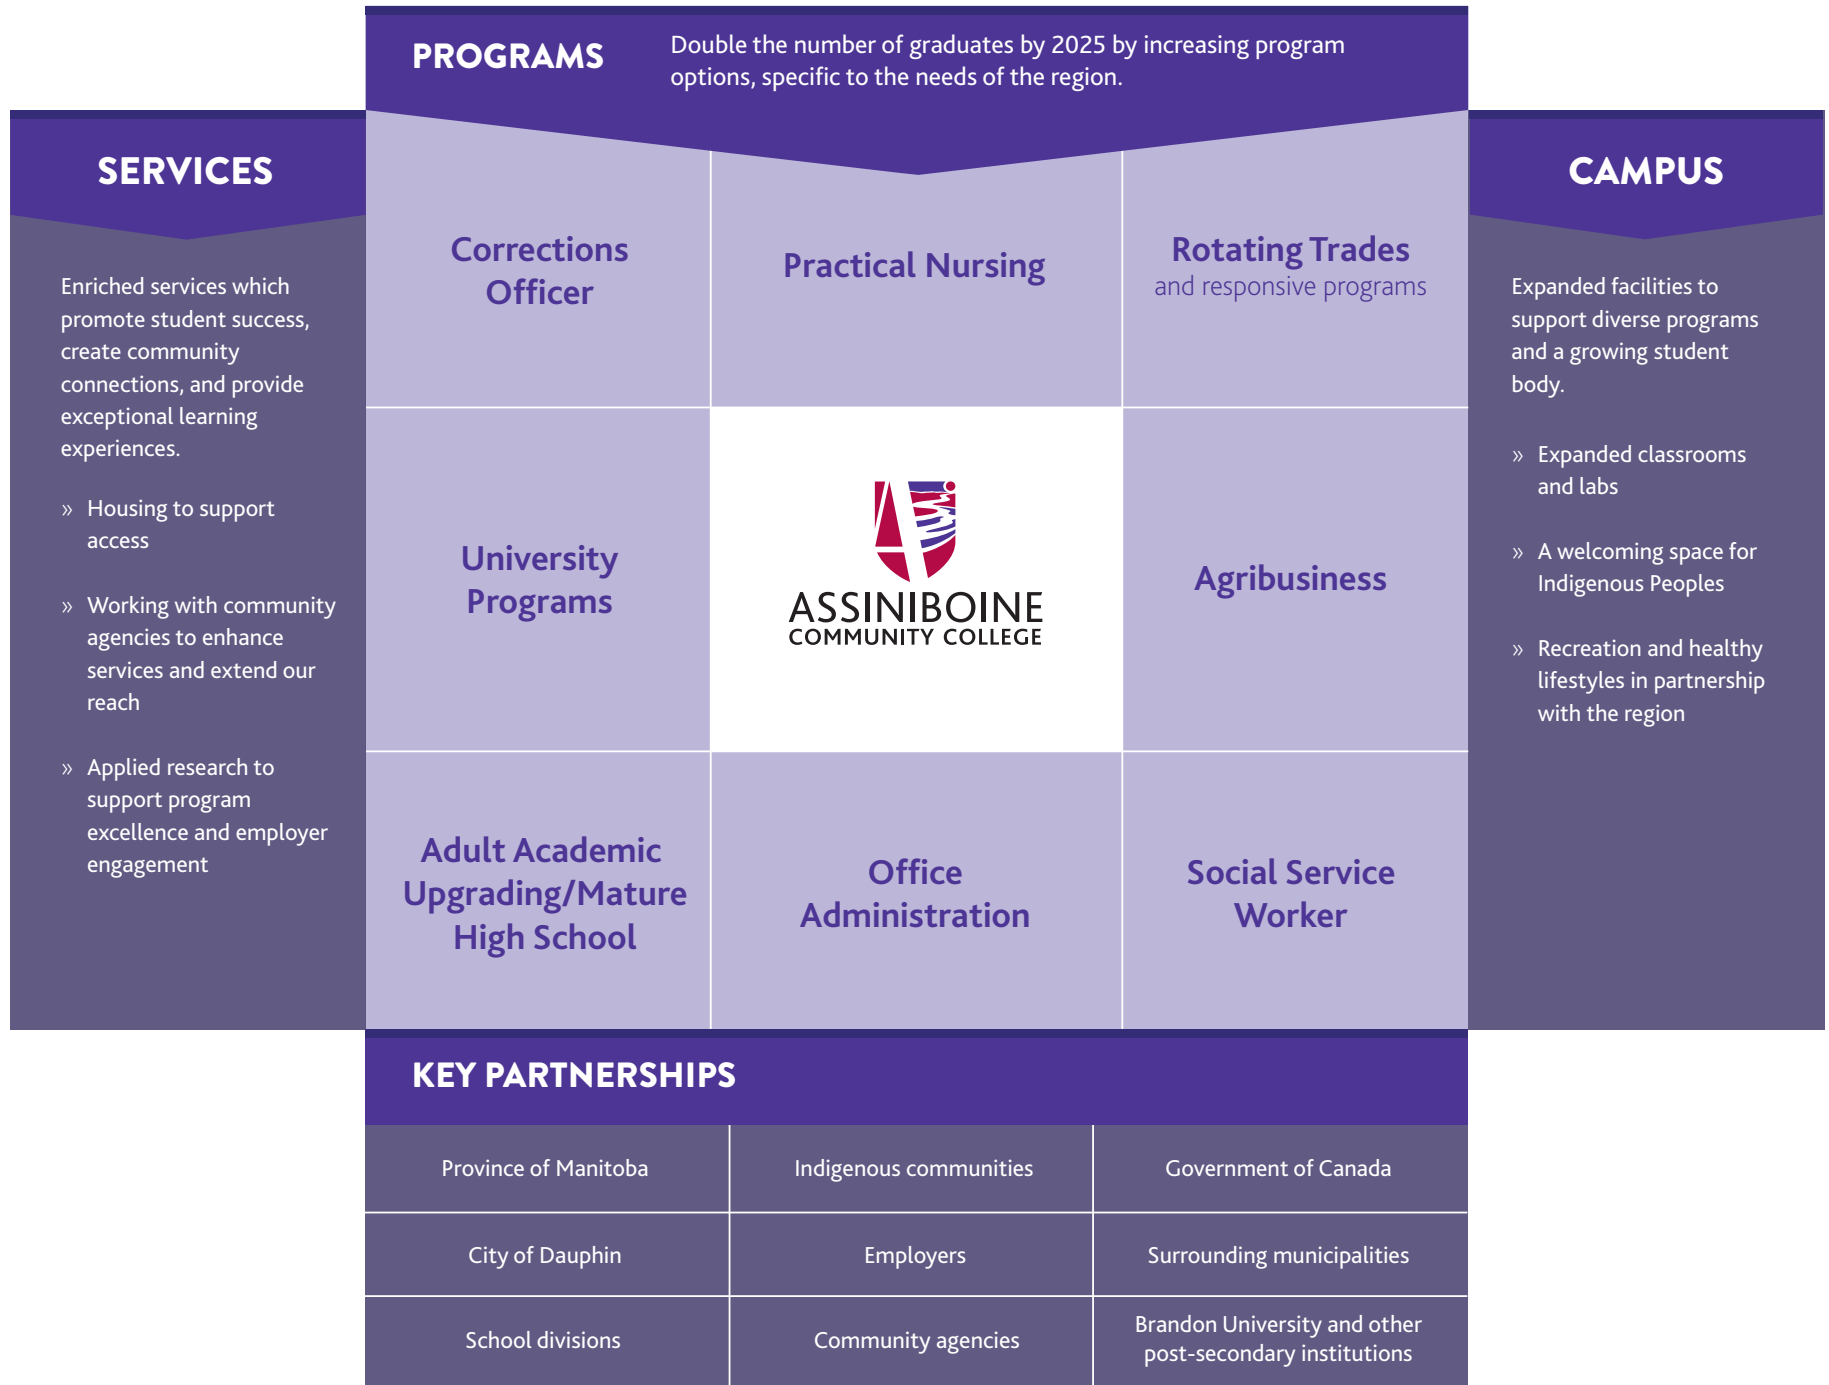 PROGRAMS
Double the number of graduates by 2025 by increasing program
options, specific to the needs of the region.
SERVICES
Enriched services which
promote student success,
create community
connections, and provide
exceptional learning
experiences.
» Housing to support
access
» Working with community
agencies to enhance
services and extend our
reach
» Applied research to
support program
excellence and employer
engagement
Corrections
Officer
Practical Nursing
Rotating Trades
and responsive programs
University
Programs
ASSINIBOINE
COMMUNITY COLLEGE
Agribusiness
Adult Academic
Upgrading/Mature
High School
Office
Administration
Social Service
Worker
CAMPUS
Expanded facilities to
support diverse programs
and a growing student
body.
» Expanded classrooms
and labs
» A welcoming space for
Indigenous Peoples
» Recreation and healthy
lifestyles in partnership
with the region
KEY PARTNERSHIPS
Province of Manitoba
Indigenous communities
Government of Canada
City of Dauphin
Employers
Surrounding municipalities
School divisions
Community agencies
Brandon University and other
post-secondary institutions